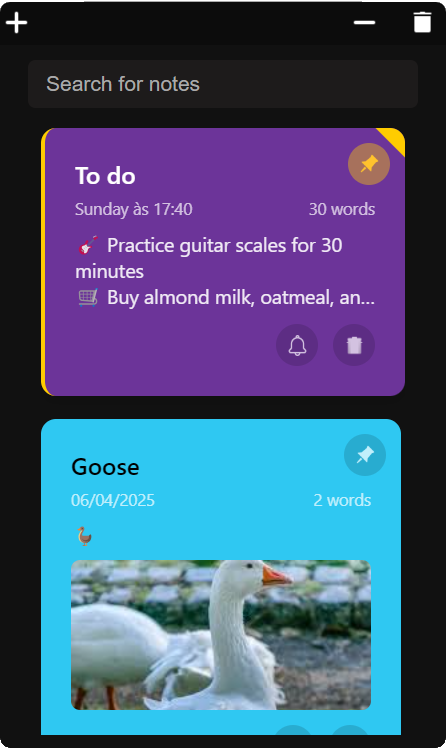 Search for notes
To do
Sunday às 17:40
30 words
🎸 Practice guitar scales for 30
minutes
🛒 Buy almond milk, oatmeal, an...
Goose
06/04/2025
2 words